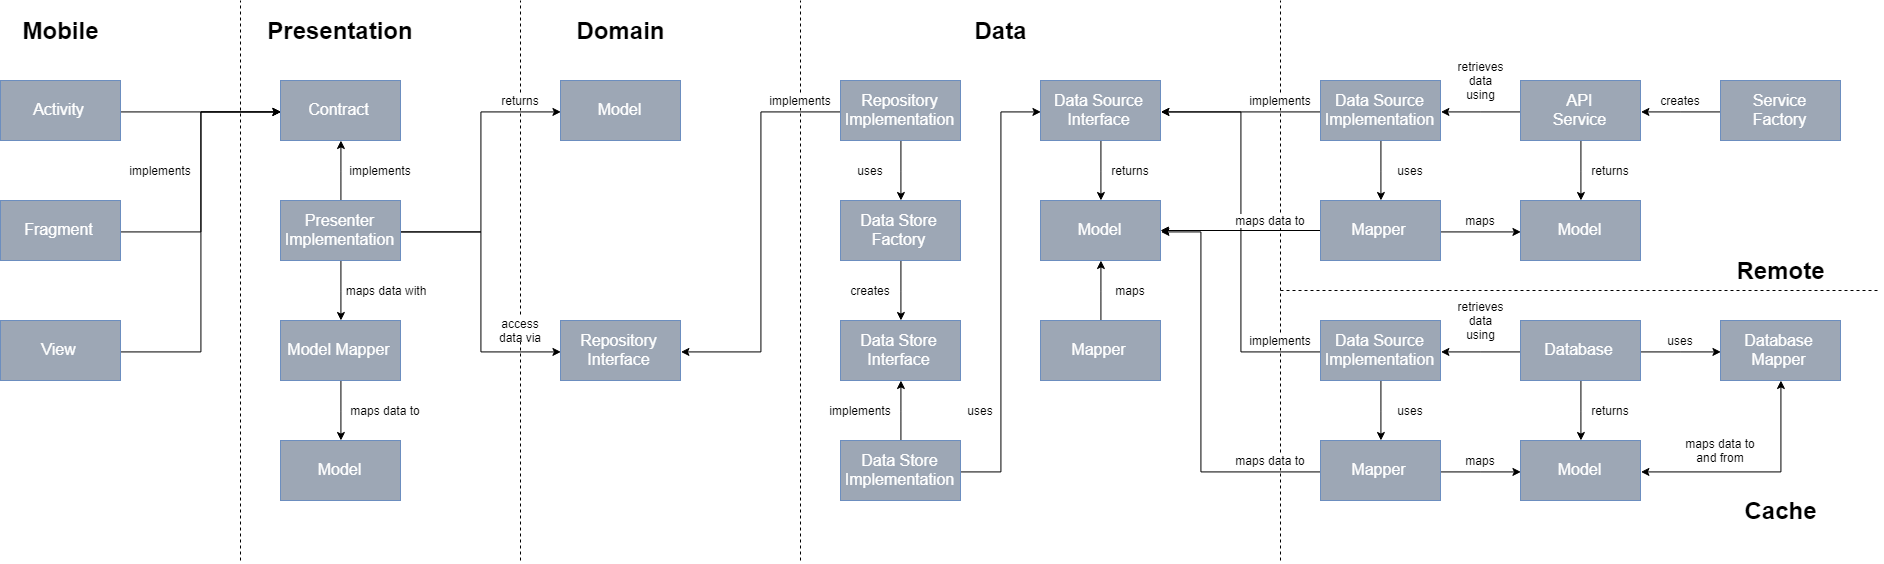 Mobile
Presentation
Domain
Data
Activity
Contract
returns
Model
implements
Repository
Implementation
Data Source
Interface
implements
Data Source
Implementation
retrieves
data
using
API
Service
creates
Service
Factory
implements
implements
uses
returns
uses
returns
Fragment
Presenter
Implementation
Data Store
Factory
Model
maps data to
Mapper
maps
Model
Remote
maps data with
creates
maps
View
Model Mapper
access
data via
Repository
Interface
Data Store
Interface
Mapper
implements
Data Source
Implementation
retrieves
data
using
Database
uses
Database
Mapper
maps data to
implements
uses
uses
returns
maps data to
and from
Model
Data Store
Implementation
maps data to
Mapper
maps
Model
Cache